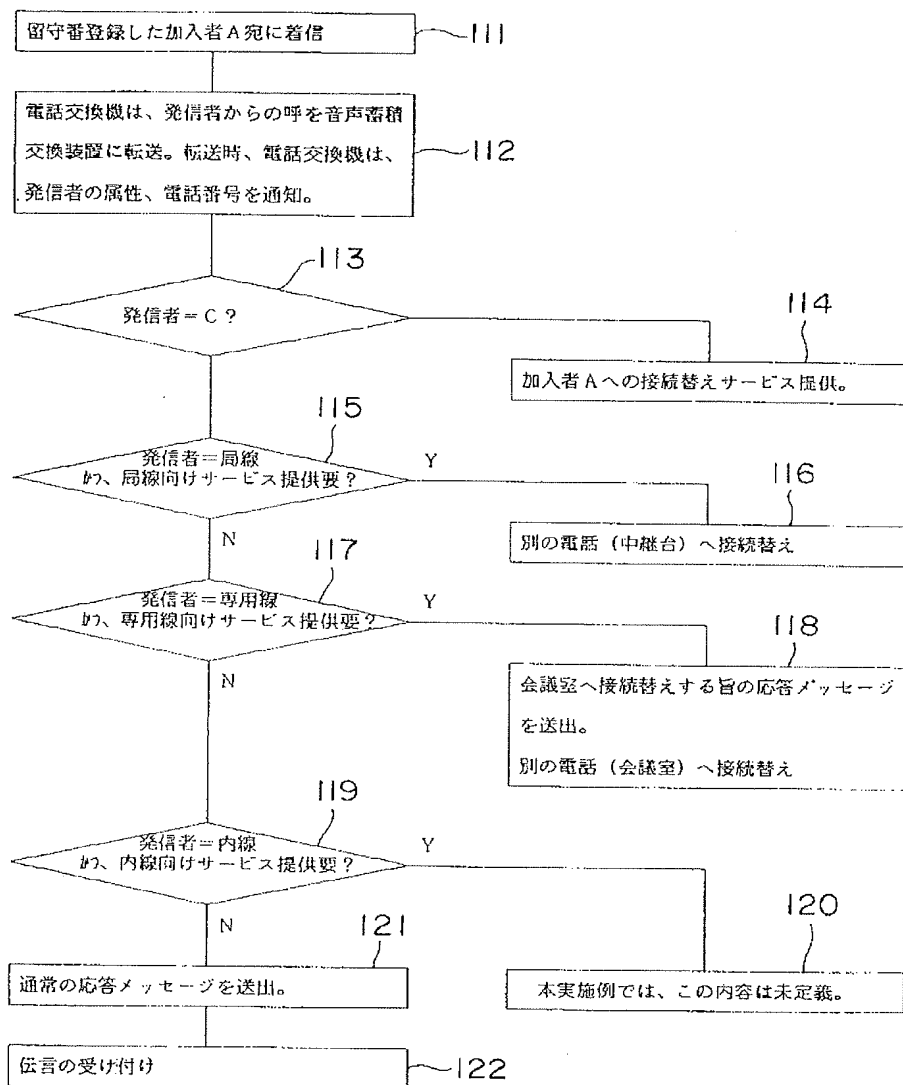 留守番登録した加入者A宛に着信
111
電話交換機は、発信者からの呼を音声蓄積
交換装置に転送。転送時、電話交換機は、
発信者の属性、電話番号を通知。
112
113
発信者=C?
114
加入者Aへの接続替えサービス提供。
115
発信者=局線
かつ、局線向けサービス提供要?
Y
N
116
別の電話(中継台)へ接続替え
117
発信者=専用線
かつ、専用線向けサービス提供要?
Y
N
118
会議室へ接続替えする旨の応答メッセージ
を送出。
別の電話(会議室)へ接続替え
119
発信者=内線
かつ、内線向けサービス提供要?
Y
N
120
本実施例では、この内容は未定義。
121
通常の応答メッセージを送出。
伝言の受け付け
122